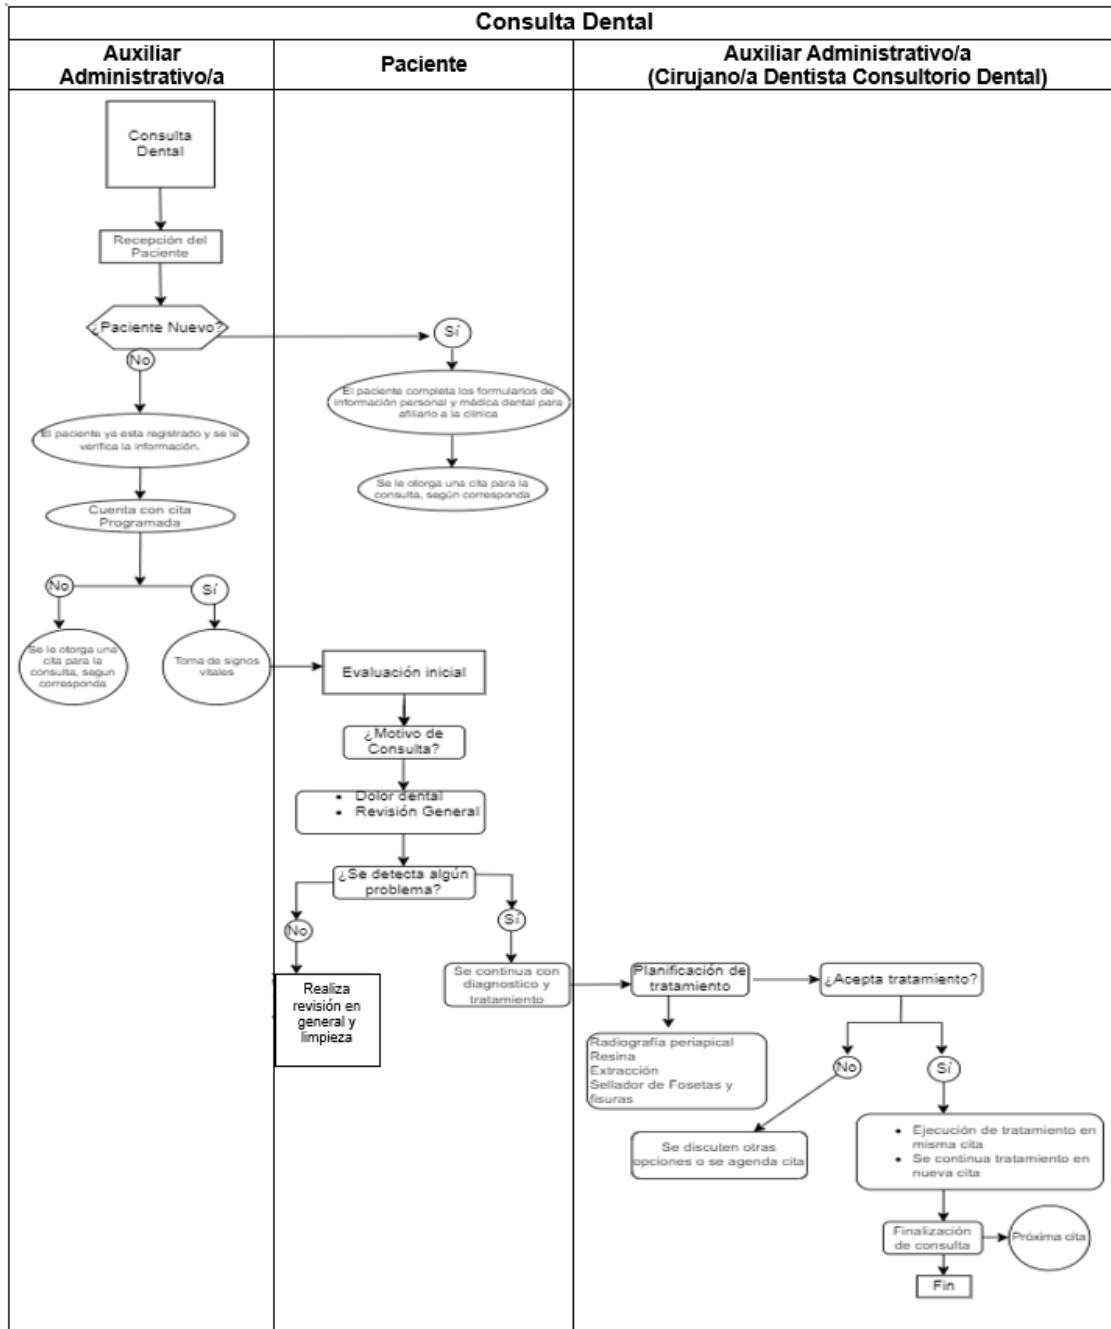 Consulta Dental
Auxiliar
Administrativo/a
Paciente
Auxiliar Administrativo/a
(Cirujano/a Dentista Consultorio Dental)
Consulta
Dental
Recepción del
Paciente
¿Paciente Nuevo?
Sí
No
El paciente completa los formularios de
información personal y médica dental para
afiliarlo a la clínica
El paciente ya esta registrado y se le
verifica la información.
Se le otorga una cita para la
consulta, según corresponda
Cuenta con cita
Programada
No
Sí
Se le otorga una
cita para la
consulta, segun
corresponda
Toma de signos
vitales
Evaluación inicial
¿Motivo de
Consulta?
• Dolor dental
• Revisión General
¿Se detecta algún
problema?
No
Sí
Realiza
revisión en
general y
limpieza
Se continua con
diagnostico y
tratamiento
Planificación de
tratamiento
¿Acepta tratamiento?
Radiografía periapical
Resina
Extracción
Sellador de Fosetas y
fisuras
No
Sí
Se discuten otras
opciones o se agenda cita
• Ejecución de tratamiento en
misma cita
• Se continua tratamiento en
nueva cita
Finalización
de consulta
Próxima cita
Fin